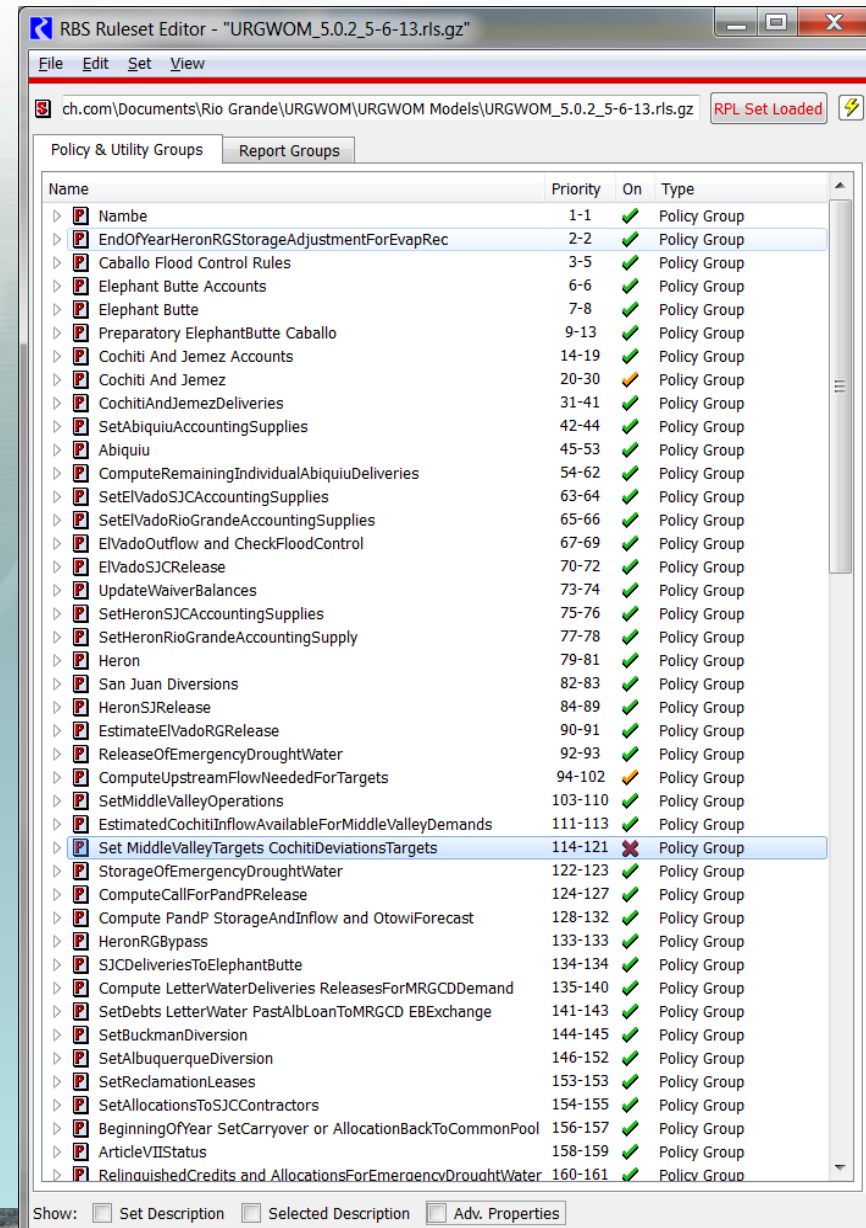 RBS Ruleset Editor - "URGWOM_5.0.2_5-6-13.rls.gz"
File Edit Set View
S ch.com\Documents\Rio Grande\URGWOM\URGWOM Models\URGWOM_5.0.2_5-6-13.rls.gz RPL Set Loaded
Policy & Utility Groups Report Groups
Name Priority On Type
P Nambe 1-1 Policy Group
P EndOfYearHeronRGStorageAdjustmentForEvapRec 2-2 Policy Group
P Caballo Flood Control Rules 3-5 Policy Group
P Elephant Butte Accounts 6-6 Policy Group
P Elephant Butte 7-8 Policy Group
P Preparatory ElephantButte Caballo 9-13 Policy Group
P Cochiti And Jemez Accounts 14-19 Policy Group
P Cochiti And Jemez 20-30 Policy Group
P CochitiAndJemezDeliveries 31-41 Policy Group
P SetAbiquiuAccountingSupplies 42-44 Policy Group
P Abiquiu 45-53 Policy Group
P ComputeRemainingIndividualAbiquiuDeliveries 54-62 Policy Group
P SetElVadoSJCAccountingSupplies 63-64 Policy Group
P SetElVadoRioGrandeAccountingSupplies 65-66 Policy Group
P ElVadoOutflow and CheckFloodControl 67-69 Policy Group
P ElVadoSJCRelease 70-72 Policy Group
P UpdateWaiverBalances 73-74 Policy Group
P SetHeronSJCAccountingSupplies 75-76 Policy Group
P SetHeronRioGrandeAccountingSupply 77-78 Policy Group
P Heron 79-81 Policy Group
P San Juan Diversions 82-83 Policy Group
P HeronSJRelease 84-89 Policy Group
P EstimateElVadoRGRelease 90-91 Policy Group
P ReleaseOfEmergencyDroughtWater 92-93 Policy Group
P ComputeUpstreamFlowNeededForTargets 94-102 Policy Group
P SetMiddleValleyOperations 103-110 Policy Group
P EstimatedCochitiInflowAvailableForMiddleValleyDemands 111-113 Policy Group
P Set MiddleValleyTargets CochitiDeviationsTargets 114-121 Policy Group
P StorageOfEmergencyDroughtWater 122-123 Policy Group
P ComputeCallForPandPRelease 124-127 Policy Group
P Compute PandP StorageAndInflow and OtowiForecast 128-132 Policy Group
P HeronRGBypass 133-133 Policy Group
P SJCDeliveriesToElephantButte 134-134 Policy Group
P Compute LetterWaterDeliveries ReleasesForMRGCDDemand 135-140 Policy Group
P SetDebts LetterWater PastAlbLoanToMRGCD EBExchange 141-143 Policy Group
P SetBuckmanDiversion 144-145 Policy Group
P SetAlbuquerqueDiversion 146-152 Policy Group
P SetReclamationLeases 153-153 Policy Group
P SetAllocationsToSJCContractors 154-155 Policy Group
P BeginningOfYear SetCarryover or AllocationBackToCommonPool 156-157 Policy Group
P ArticleVIIStatus 158-159 Policy Group
P RelinquishedCredits and AllocationsForEmergencyDroughtWater 160-161 Policy Group
Show: Set Description Selected Description Adv. Properties